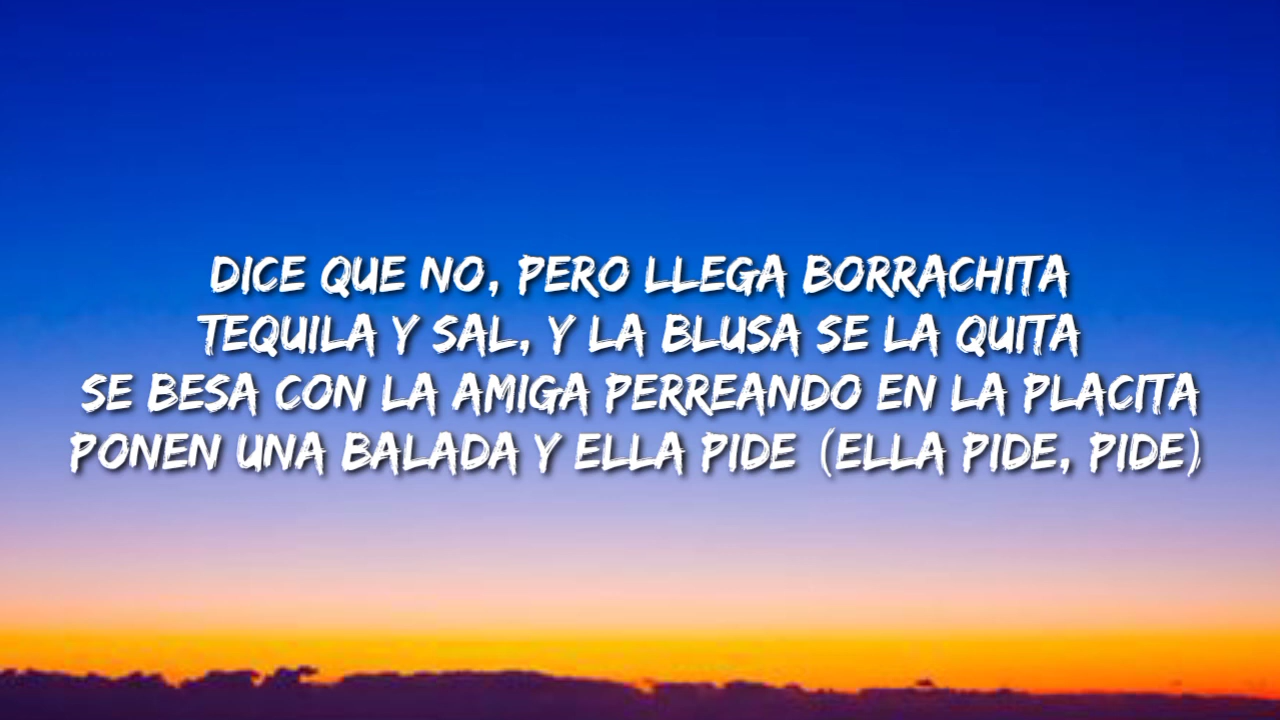 DICE QUE NO, PERO LLEGA BORRACHITA
TEQUILA Y SAL, Y LA BLUSA SE LA QUITA
SE BESA CON LA AMIGA PERREANDO EN LA PLACITA
PONEN UNA BALADA Y ELLA PIDE (ELLA PIDE, PIDE)